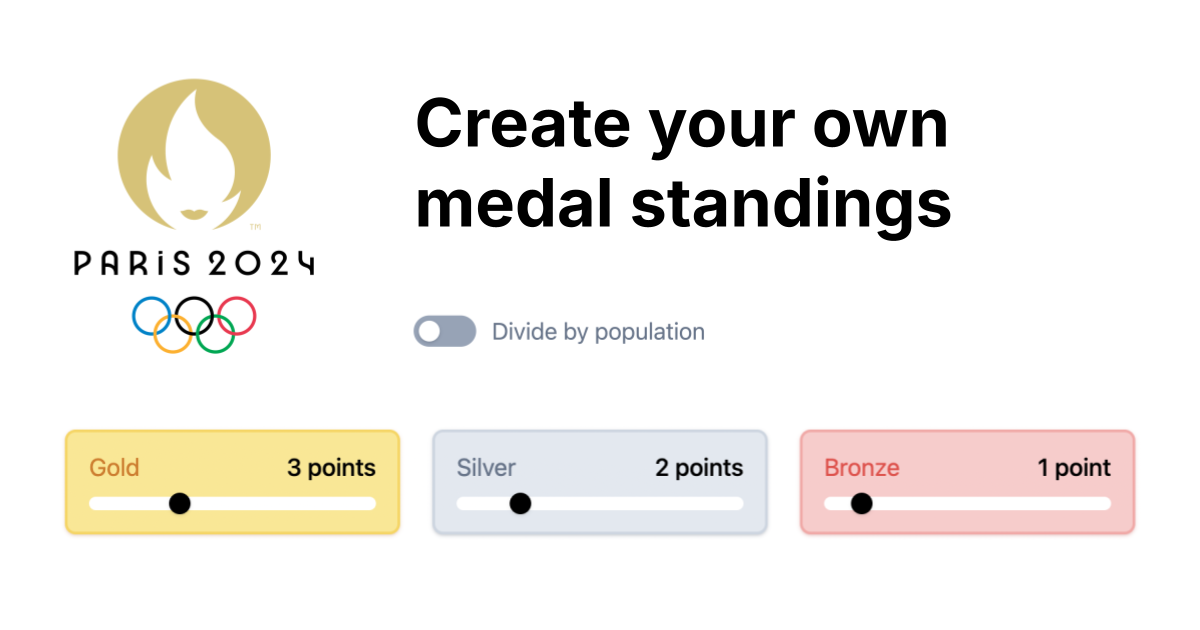 Create your own
medal standings
TM
PARIS 2024
Divide by population
Gold 3 points
Silver 2 points
Bronze 1 point